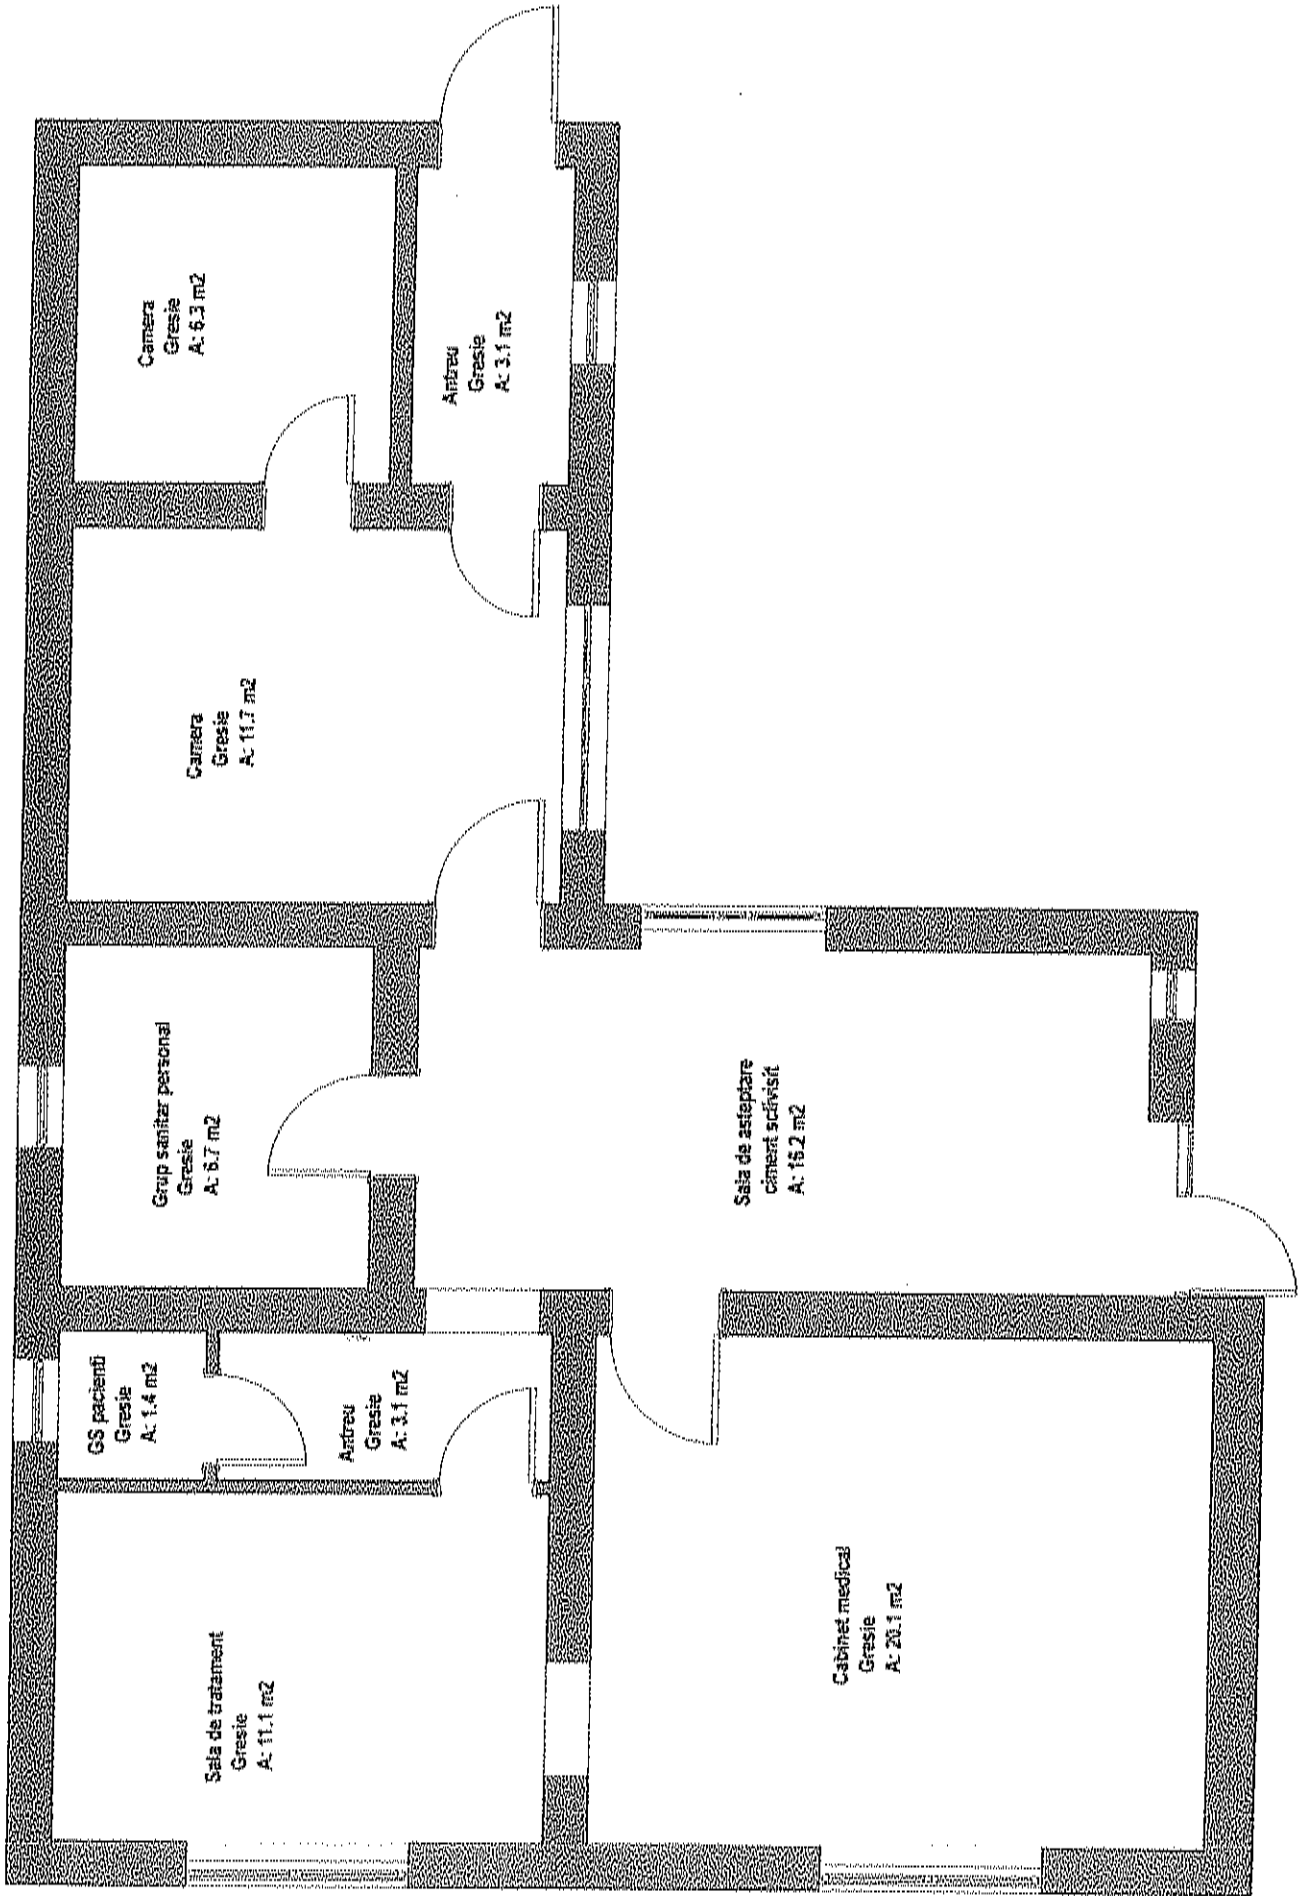 GS pacienti
Gresie
A: 1.4 m2
Camera
Gresie
A: 6.3 m2
Grup sanitar personal
Gresie
A: 6.7 m2
Camera
Gresie
A: 11.7 m2
Sala de tratament
Gresie
A: 11.1 m2
Antreu
Gresie
A: 3.1 m2
Antreu
Gresie
A: 3.1 m2
Sala de asteptare
ciment sclivisit
A: 16.2 m2
Cabinet medical
Gresie
A: 20.1 m2